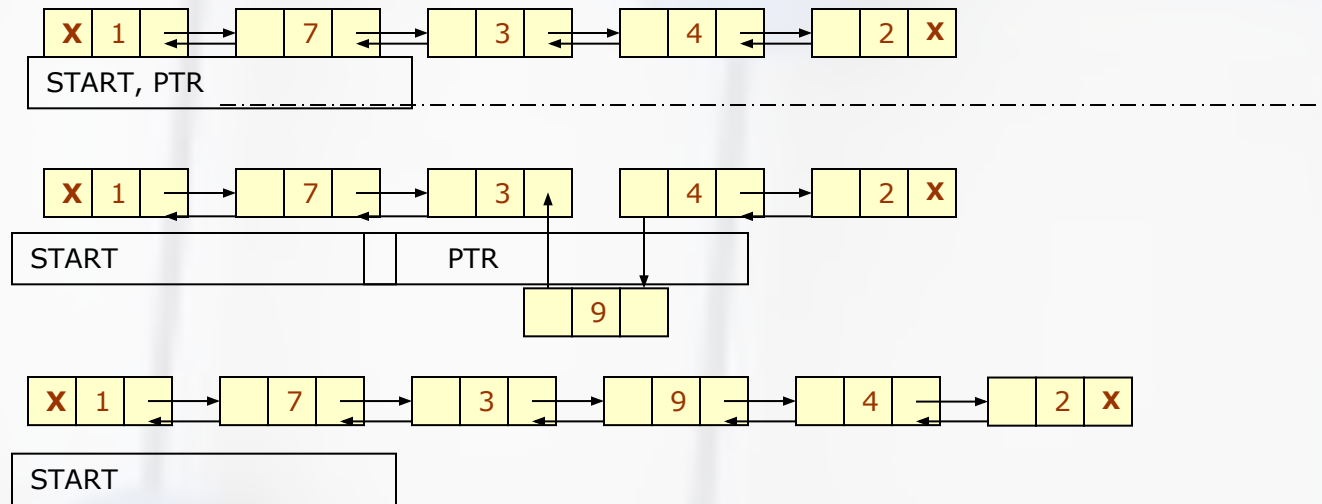 X 1 7 3 4 2 X
START, PTR
X 1 7 3 4 2 X
START PTR
9
X 1 7 3 9 4 2 X
START